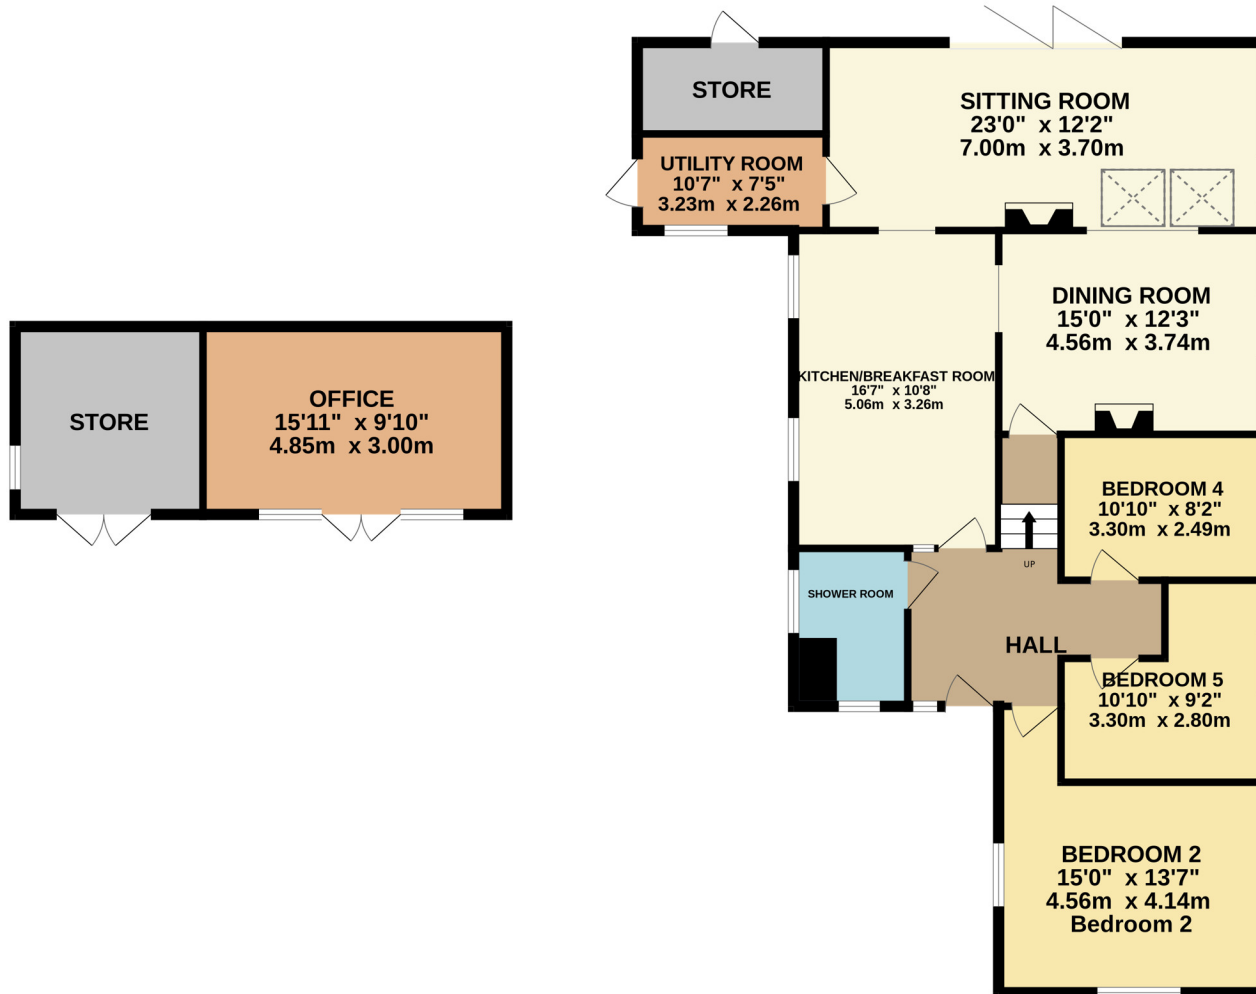 STORE
SITTING ROOM
23'0" x 12'2"
7.00m x 3.70m
UTILITY ROOM
10'7" x 7'5"
3.23m x 2.26m
DINING ROOM
15'0" x 12'3"
4.56m x 3.74m
KITCHEN/BREAKFAST ROOM
16'7" x 10'8"
5.06m x 3.26m
STORE
OFFICE
15'11" x 9'10"
4.85m x 3.00m
BEDROOM 4
10'10" x 8'2"
3.30m x 2.49m
UP
SHOWER ROOM
HALL
BEDROOM 5
10'10" x 9'2"
3.30m x 2.80m
BEDROOM 2
15'0" x 13'7"
4.56m x 4.14m
Bedroom 2